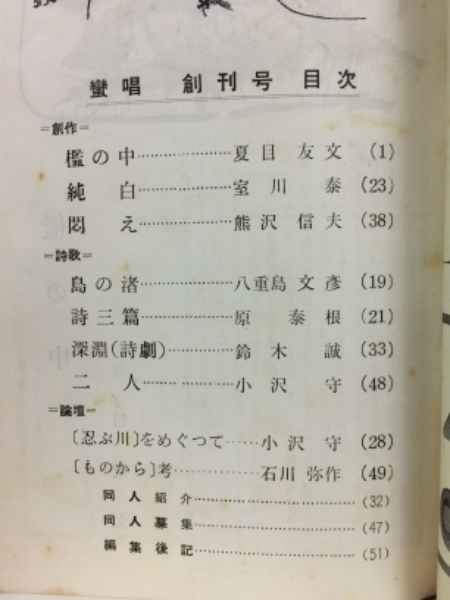 蠻唱 創刊号 目次
=創作=
檻の中…………………夏目 友文 (1)
純 白…………………室川 泰 (23)
悶 え…………………熊沢 信夫 (38)
=詩歌=
島の渚…………………八重島 文彦 (19)
詩三篇…………………原 泰根 (21)
深淵(詩劇)……………鈴木 誠 (33)
二 人…………………小沢 守 (48)
=論壇=
〔忍ぶ川〕をめぐつて……小沢 守 (28)
〔ものから〕考……………石川 弥作 (49)
同人紹介………………………………(32)
同人募集………………………………(47)
編集後記………………………………(51)